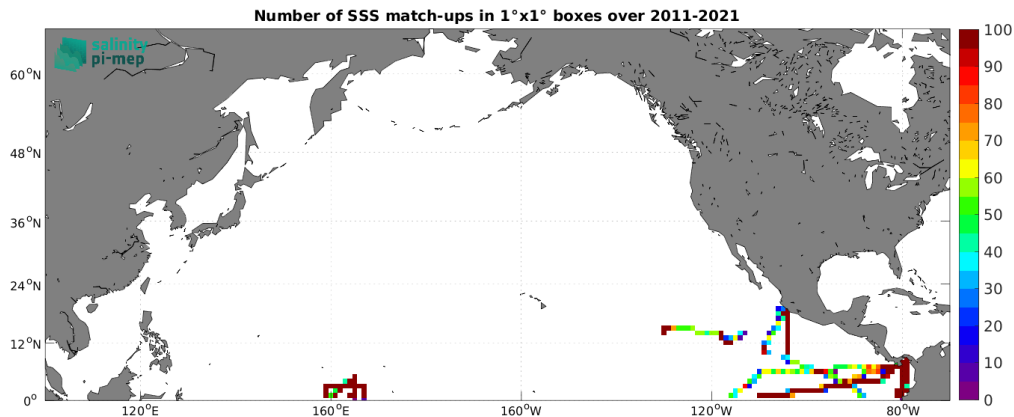 Number of SSS match-ups in 1°x1° boxes over 2011-2021
salinity
pi-mep
60°N
48°N
36°N
24°N
12°N
0°
120°E
160°E
160°W
120°W
80°W
100
90
80
70
60
50
40
30
20
10
0